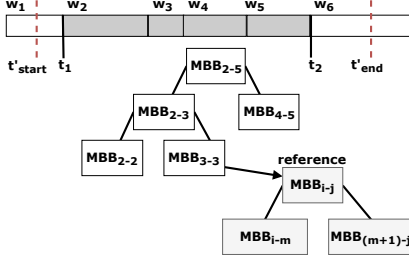 w₁ w₂ w₃ w₄ w₅ w₆
t'start t₁ t₂ t'end
MBB₂₋₅
MBB₂₋₃ MBB₄₋₅
MBB₂₋₂ MBB₃₋₃
reference
MBBi-j
MBBi-m MBB(m+1)-j